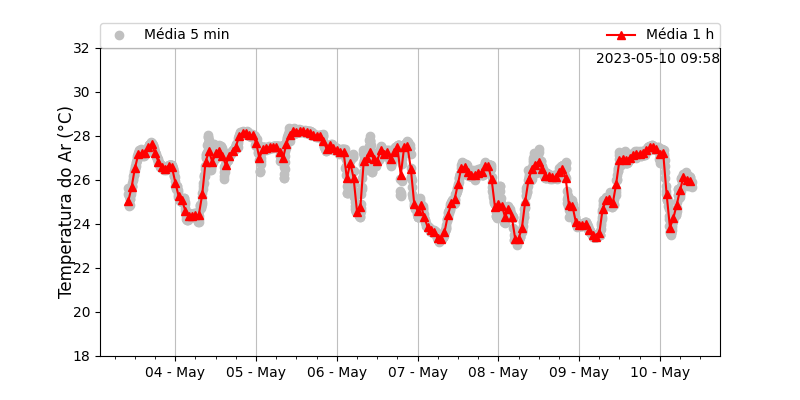 Média 5 min
Média 1 h
2023-05-10 09:58
Temperatura do Ar (°C)
32
30
28
26
24
22
20
18
04 - May
05 - May
06 - May
07 - May
08 - May
09 - May
10 - May